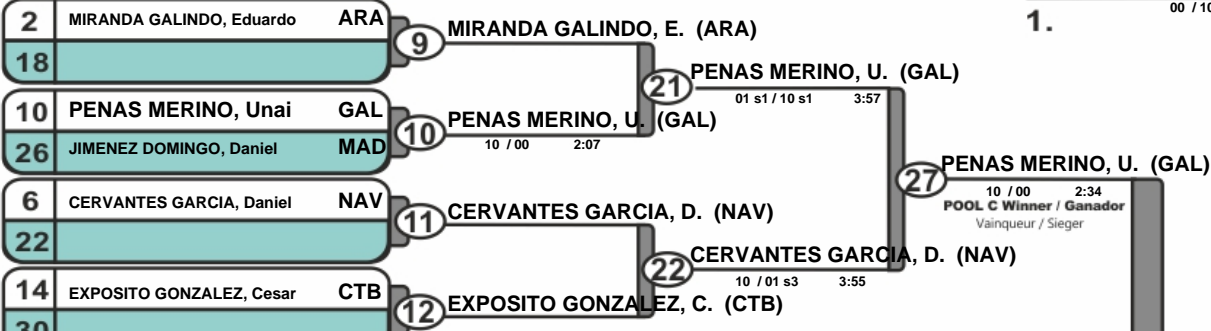 00 / 10
1.
2 MIRANDA GALINDO, Eduardo ARA
18
9 MIRANDA GALINDO, E. (ARA)
21 PENAS MERINO, U. (GAL)
01 s1 / 10 s1 3:57
10 PENAS MERINO, Unai GAL
26 JIMENEZ DOMINGO, Daniel MAD
10 PENAS MERINO, U. (GAL)
10 / 00 2:07
27 PENAS MERINO, U. (GAL)
10 / 00 2:34
POOL C Winner / Ganador
Vainqueur / Sieger
6 CERVANTES GARCIA, Daniel NAV
22
11 CERVANTES GARCIA, D. (NAV)
22 CERVANTES GARCIA, D. (NAV)
10 / 01 s3 3:55
14 EXPOSITO GONZALEZ, Cesar CTB
30
12 EXPOSITO GONZALEZ, C. (CTB)